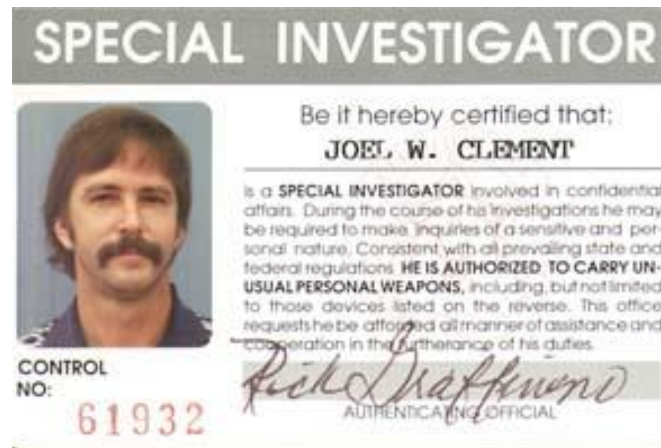 SPECIAL INVESTIGATOR
Be it hereby certified that:
JOEL W. CLEMENT
is a SPECIAL INVESTIGATOR involved in confidential
affairs. During the course of his investigations he may
be required to make inquiries of a sensitive and per-
sonal nature. Consistent with all prevailing state and
federal regulations HE IS AUTHORIZED TO CARRY UN-
USUAL PERSONAL WEAPONS, including, but not limited
to those devices listed on the reverse. This office
requests he be afforded all manner of assistance and
cooperation in the furtherance of his duties.
CONTROL
NO:
61932
Rick
AUTHENTICATING OFFICIAL